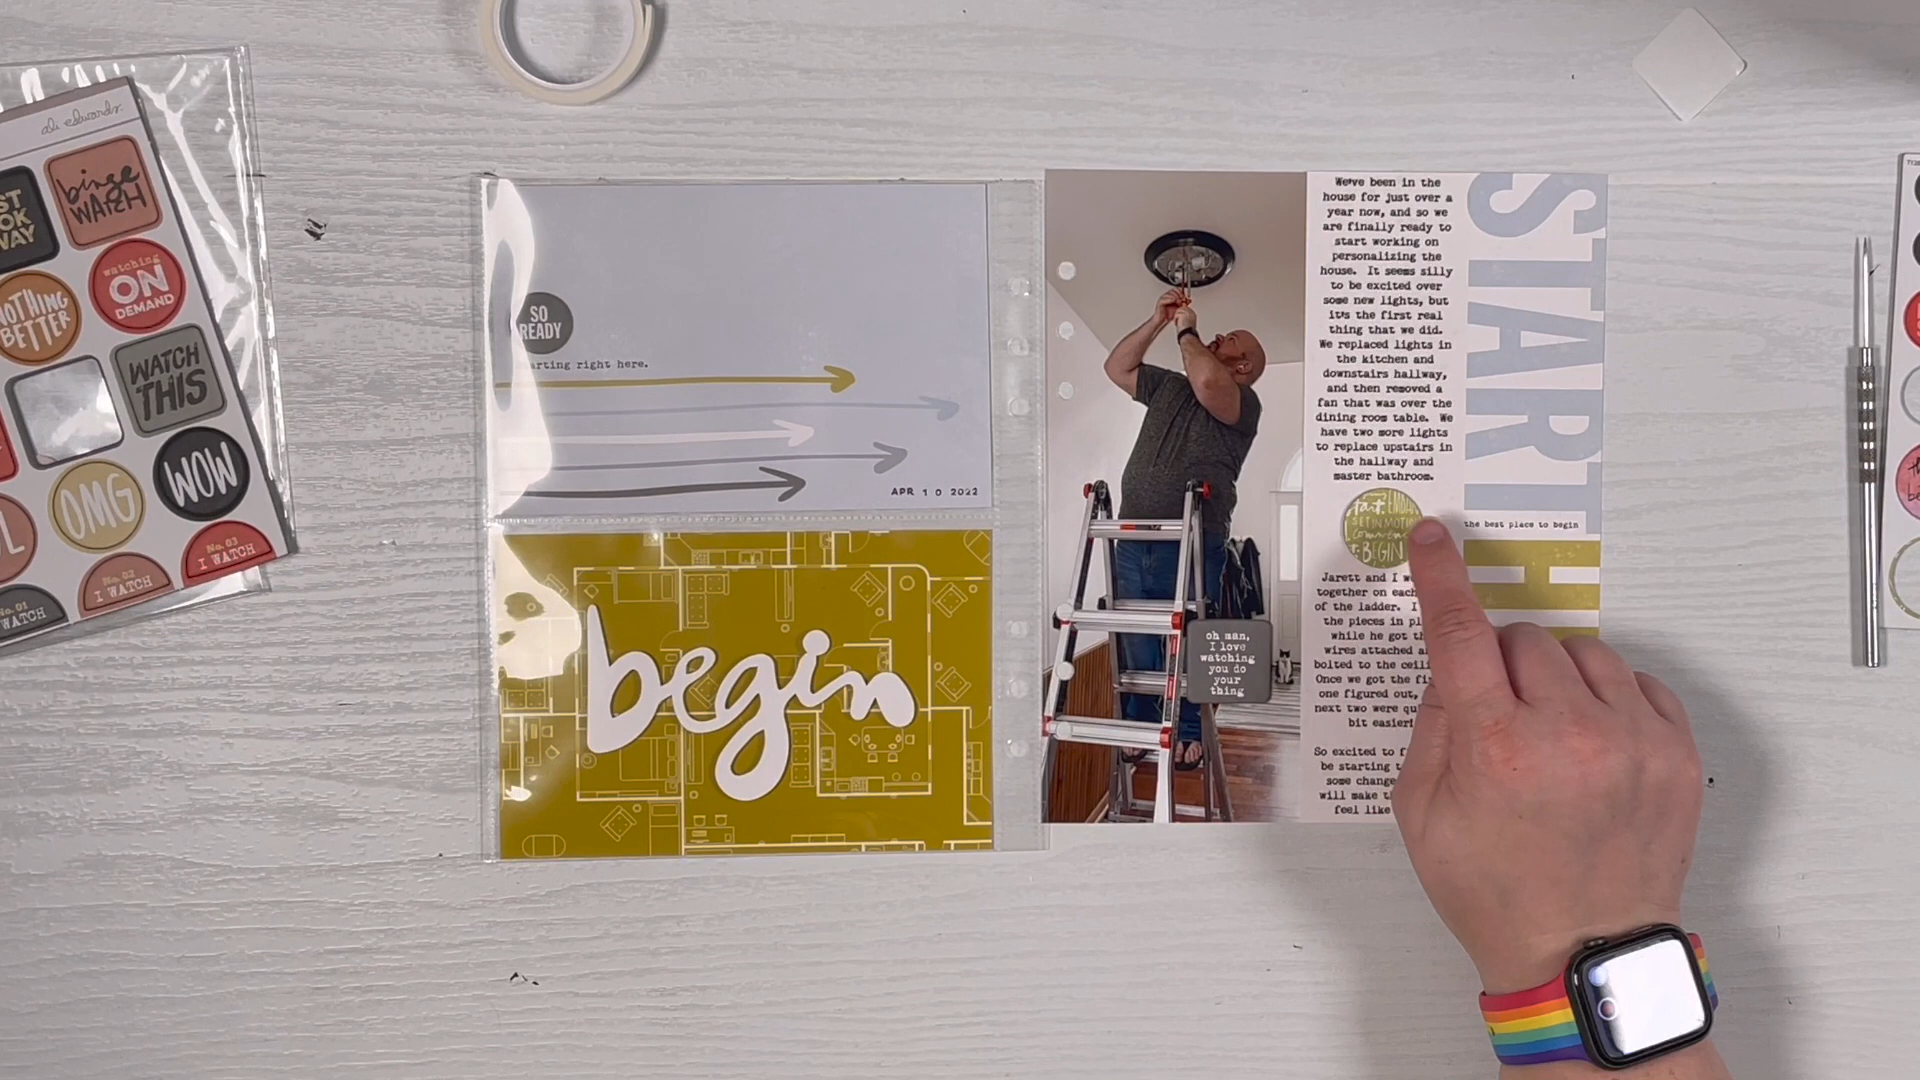 ali edwards
binge
WATCH
watching
ON
DEMAND
NOTHING
BETTER
WATCH
THIS
OMG
WOW
No. 03
I WATCH
No. 02
I WATCH
No. 01
WATCH
SO
READY
arting right here.
APR 10 2022
begin
We've been in the
house for just over a
year now, and so we
are finally ready to
start working on
personalizing the
house. It seems silly
to be excited over
some new lights, but
it's the first real
thing that we did.
We replaced lights in
the kitchen and
downstairs hallway,
and then removed a
fan that was over the
dining room table. We
have two more lights
to replace upstairs in
the hallway and
master bathroom.
SET IN MOTION
BEGIN
Jarett and I
together on each
of the ladder. I
the pieces in
while he got
wires attached
bolted to the
Once we got the
one figured out,
next two were
bit easier!
So excited to
be starting
some
will make
feel like
START
the best place to begin
H
oh man,
I love
watching
you do
your
thing